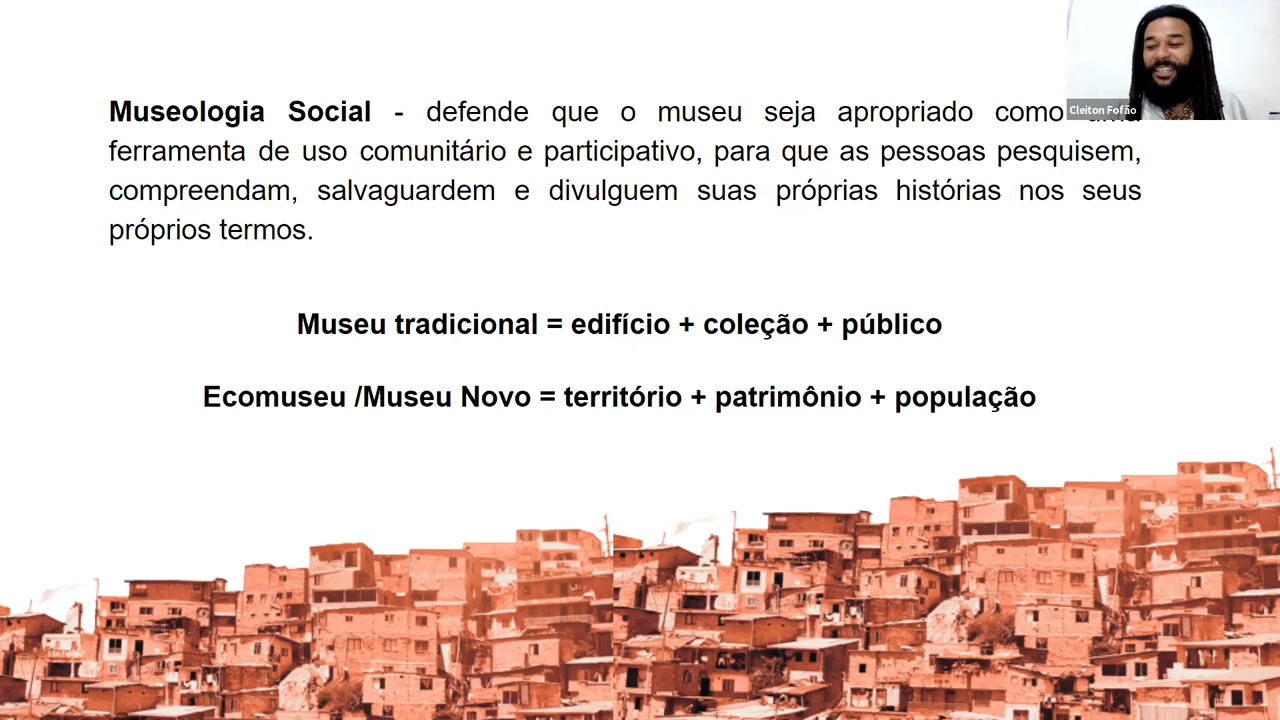 Museologia Social - defende que o museu seja apropriado como
ferramenta de uso comunitário e participativo, para que as pessoas pesquisem,
compreendam, salvaguardem e divulguem suas próprias histórias nos seus
próprios termos.
Museu tradicional = edifício + coleção + público
Ecomuseu /Museu Novo = território + patrimônio + população
Cleiton Fofão